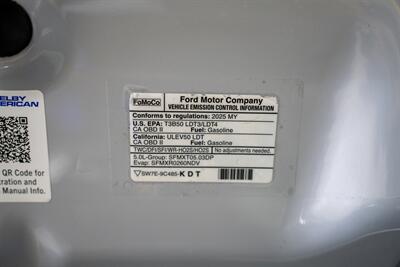 SHELBY
AMERICAN
QR Code for
Manual Info.
FoMoCo
Ford Motor Company
VEHICLE EMISSION CONTROL INFORMATION
Conforms to regulations: 2025 MY
U.S. EPA: T3B50 LDT3/LDT4
CA OBD II Fuel: Gasoline
California: ULEV50 LDT
CA OBD II Fuel: Gasoline
TWC/DFI/SFI/WR-HO2S/HO2S No adjustments needed.
5.0L-Group: SFMXT05.03DP
Evap: SFMXR0260NDV
SW7E-9C485-KDT